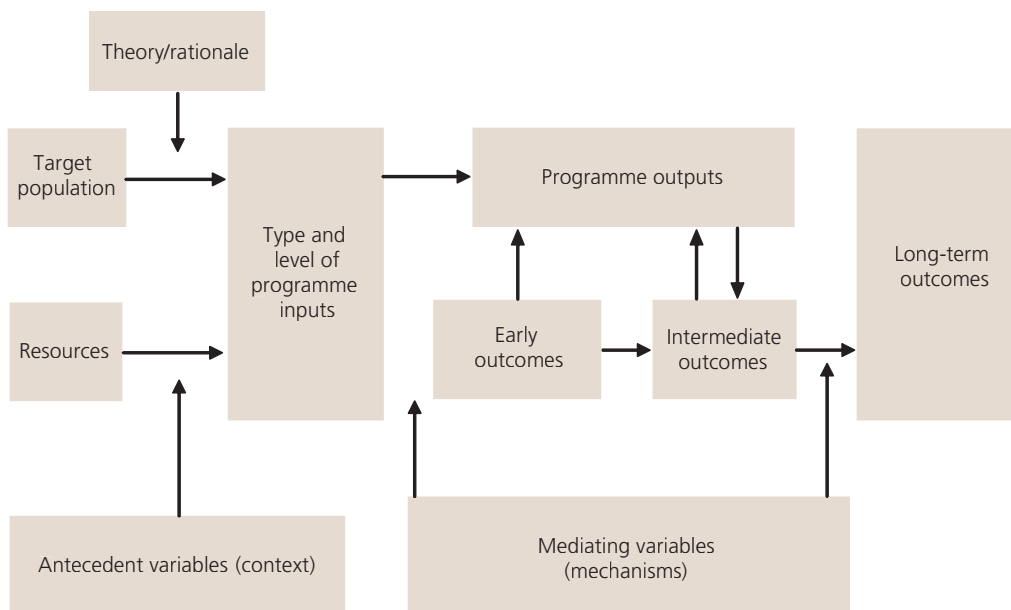 Theory/rationale
Target
population
Type and
level of
programme
inputs
Programme outputs
Long-term
outcomes
Resources
Early
outcomes
Intermediate
outcomes
Antecedent variables (context)
Mediating variables
(mechanisms)